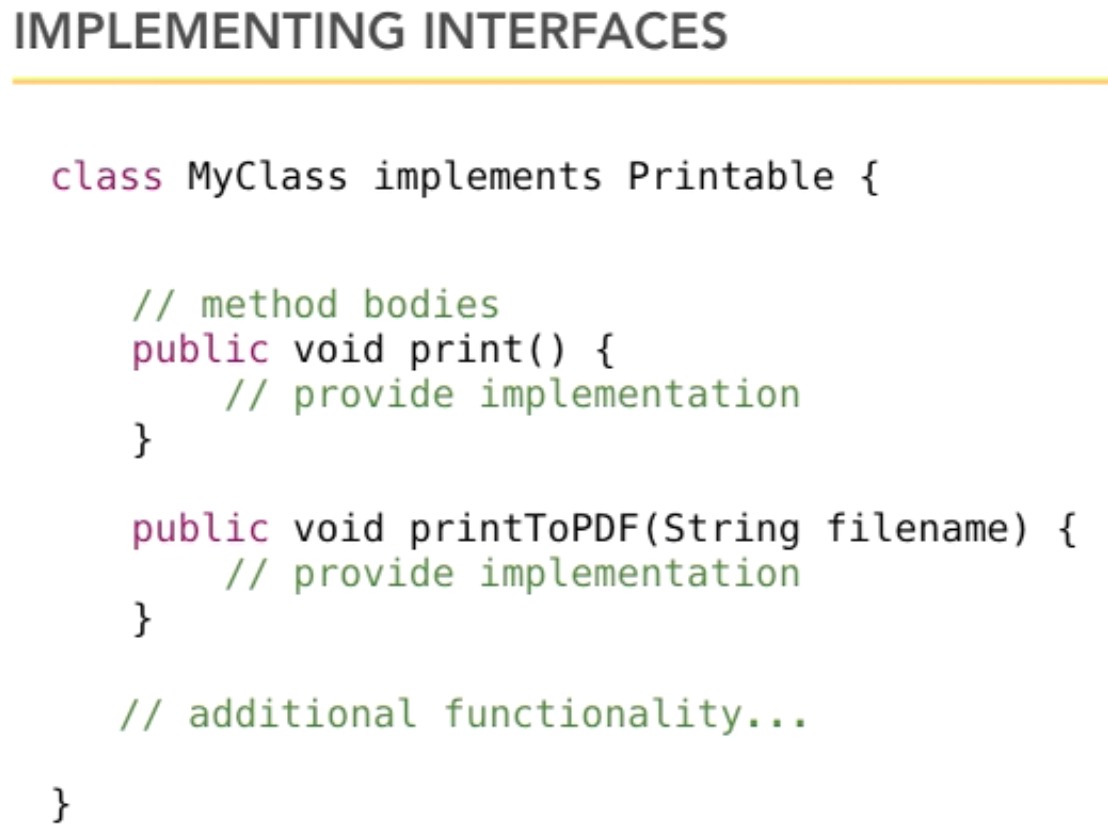 IMPLEMENTING INTERFACES
class MyClass implements Printable {
// method bodies
public void print() {
// provide implementation
}
public void printToPDF(String filename) {
// provide implementation
}
// additional functionality...
}